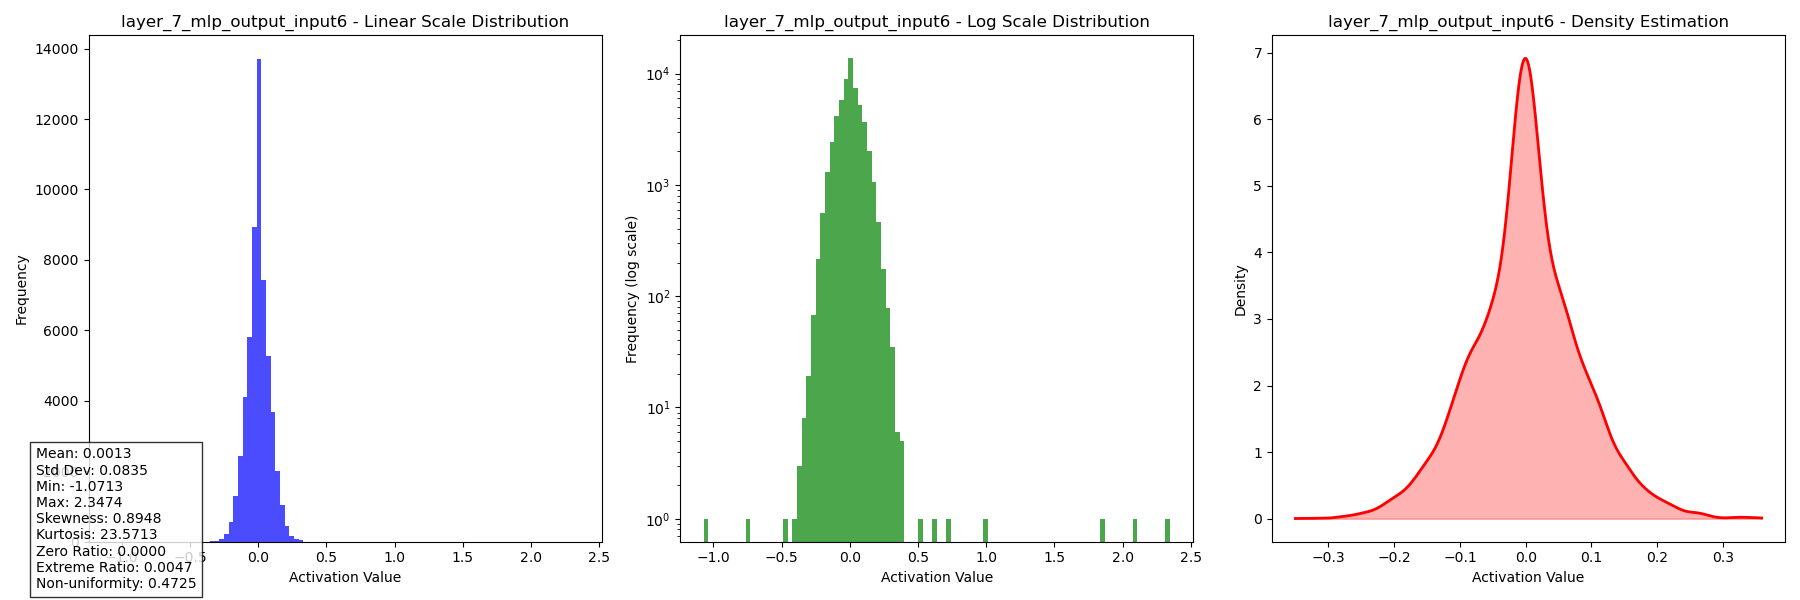 layer_7_mlp_output_input6 - Linear Scale Distribution
14000
12000
10000
8000
6000
4000
Frequency
−0.5
0.0
0.5
1.0
1.5
2.0
2.5
Activation Value
Mean: 0.0013
Std Dev: 0.0835
Min: -1.0713
Max: 2.3474
Skewness: 0.8948
Kurtosis: 23.5713
Zero Ratio: 0.0000
Extreme Ratio: 0.0047
Non-uniformity: 0.4725
layer_7_mlp_output_input6 - Log Scale Distribution
10⁴
10³
10²
10¹
10⁰
Frequency (log scale)
−1.0
−0.5
0.0
0.5
1.0
1.5
2.0
2.5
Activation Value
layer_7_mlp_output_input6 - Density Estimation
7
6
5
4
3
2
1
0
Density
−0.3
−0.2
−0.1
0.0
0.1
0.2
0.3
Activation Value